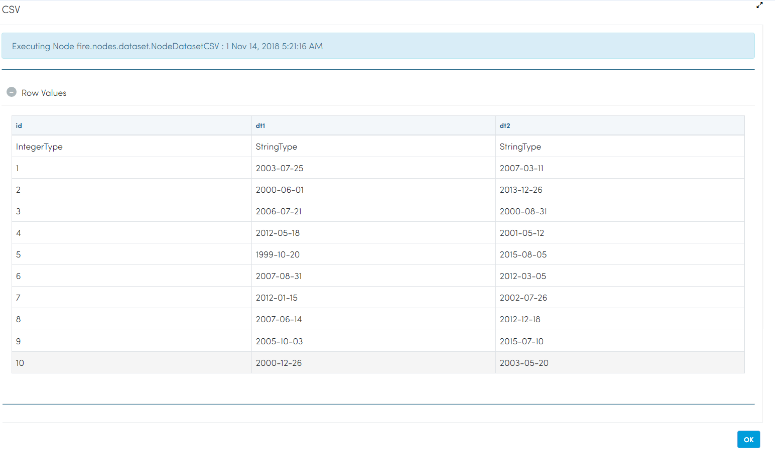 CSV
Executing Node fire.nodes.dataset.NodeDatasetCSV : 1 Nov 14, 2018 5:21:16 AM
Row Values
id dt1 dt2
IntegerType StringType StringType
1 2003-07-25 2007-03-11
2 2000-06-01 2013-12-26
3 2006-07-21 2000-08-31
4 2012-05-18 2001-05-12
5 1999-10-20 2015-08-05
6 2007-08-31 2012-03-05
7 2012-01-15 2002-07-26
8 2007-06-14 2012-12-18
9 2005-10-03 2015-07-10
10 2000-12-26 2003-05-20
OK